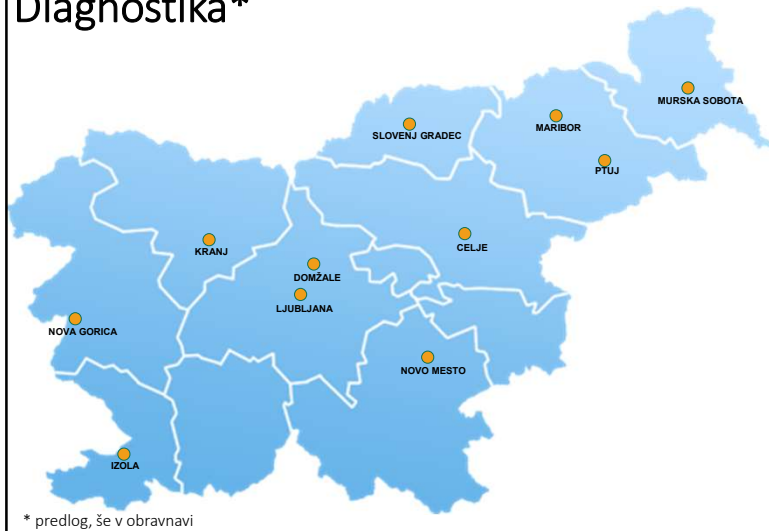 Diagnostika*
MURSKA SOBOTA
MARIBOR
SLOVENJ GRADEC
PTUJ
CELJE
KRANJ
DOMŽALE
LJUBLJANA
NOVA GORICA
NOVO MESTO
IZOLA
* predlog, še v obravnavi